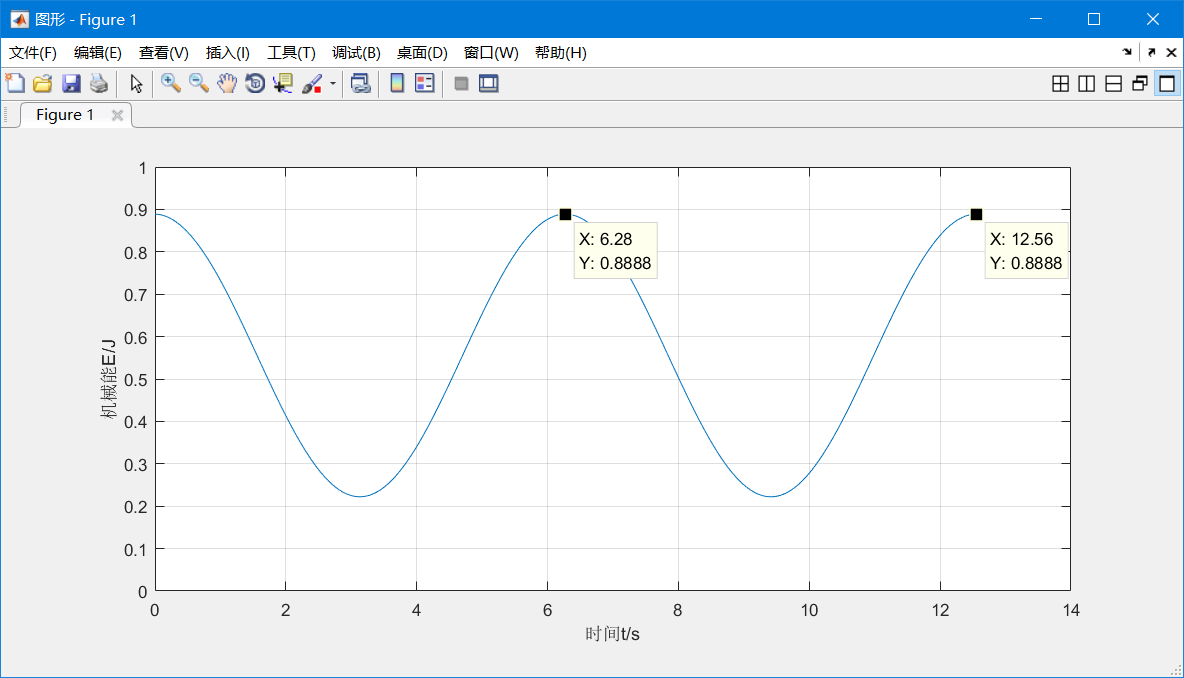 图形 - Figure 1
文件(F) 编辑(E) 查看(V) 插入(I) 工具(T) 调试(B) 桌面(D) 窗口(W) 帮助(H)
Figure 1
1
0.9
0.8
0.7
0.6
0.5
0.4
0.3
0.2
0.1
0
机械能E/J
X: 6.28
Y: 0.8888
X: 12.56
Y: 0.8888
0 2 4 6 8 10 12 14
时间t/s